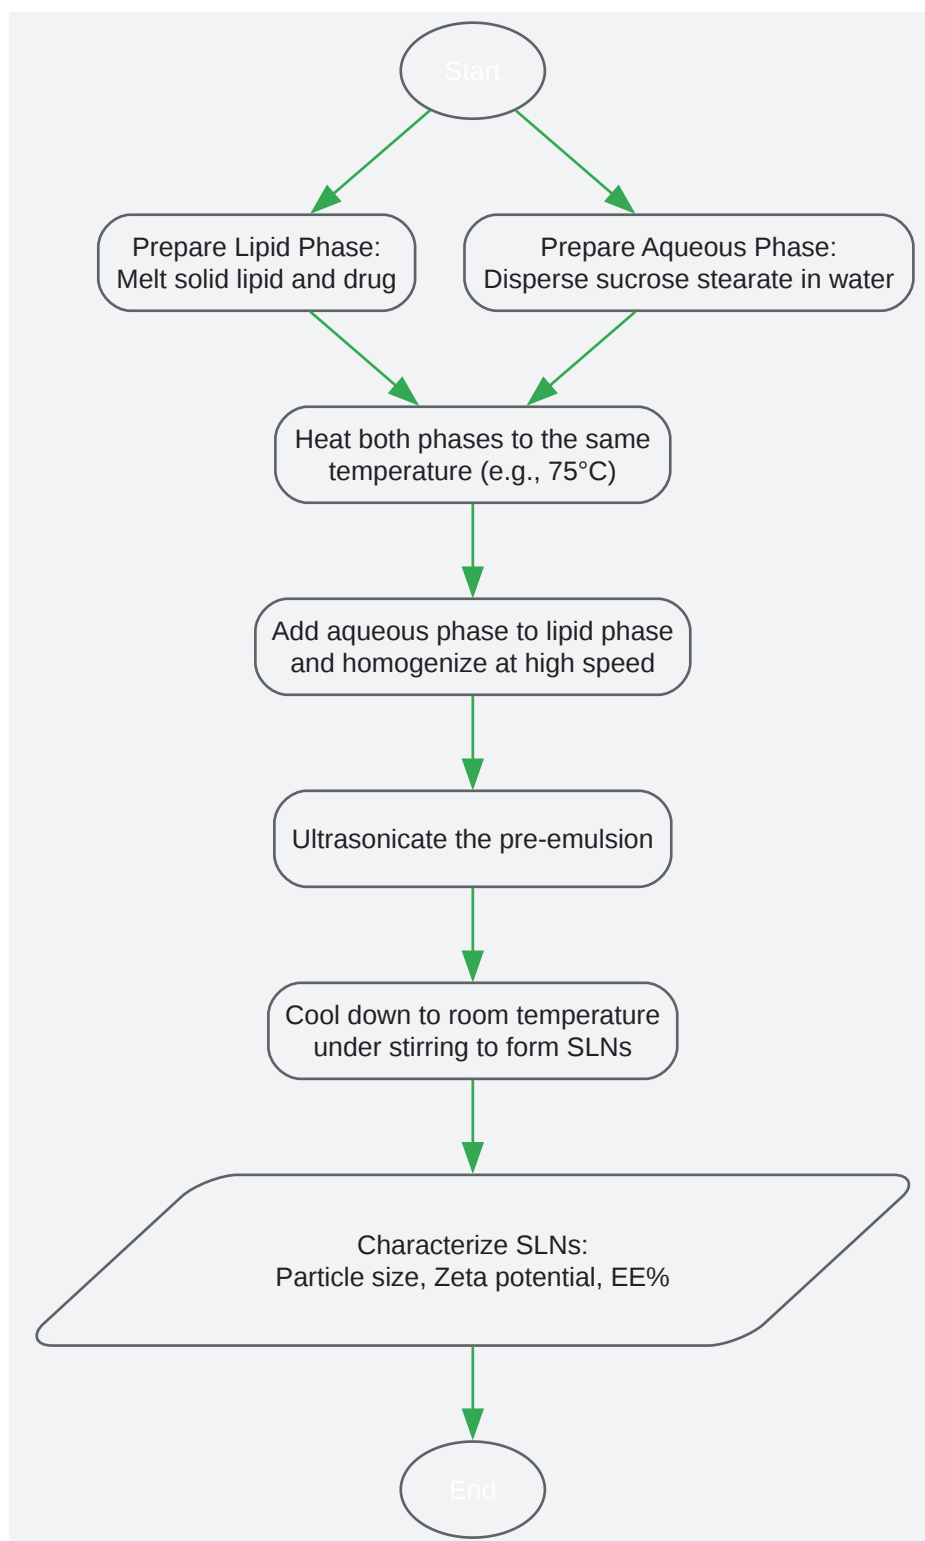 Start
Prepare Lipid Phase:
Melt solid lipid and drug
Prepare Aqueous Phase:
Disperse sucrose stearate in water
Heat both phases to the same
temperature (e.g., 75°C)
Add aqueous phase to lipid phase
and homogenize at high speed
Ultrasonicate the pre-emulsion
Cool down to room temperature
under stirring to form SLNs
Characterize SLNs:
Particle size, Zeta potential, EE%
End